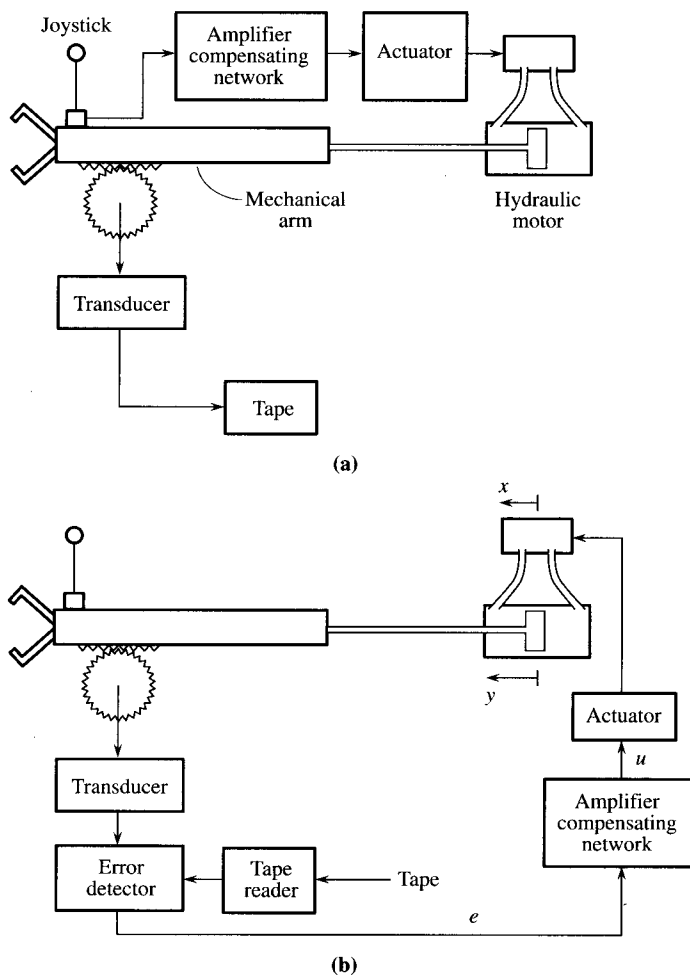 Joystick
Amplifier
compensating
network
Actuator
Mechanical
arm
Hydraulic
motor
Transducer
Tape
(a)
x
y
Actuator
u
Transducer
Amplifier
compensating
network
Error
detector
Tape
reader
Tape
e
(b)